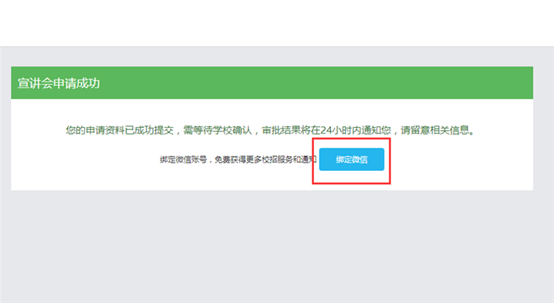 宣讲会申请成功
您的申请资料已成功提交，需等待学校确认，审批结果将在24小时内通知您，请留意相关信息。
绑定微信账号，免费获得更多校招服务和通知 绑定微信